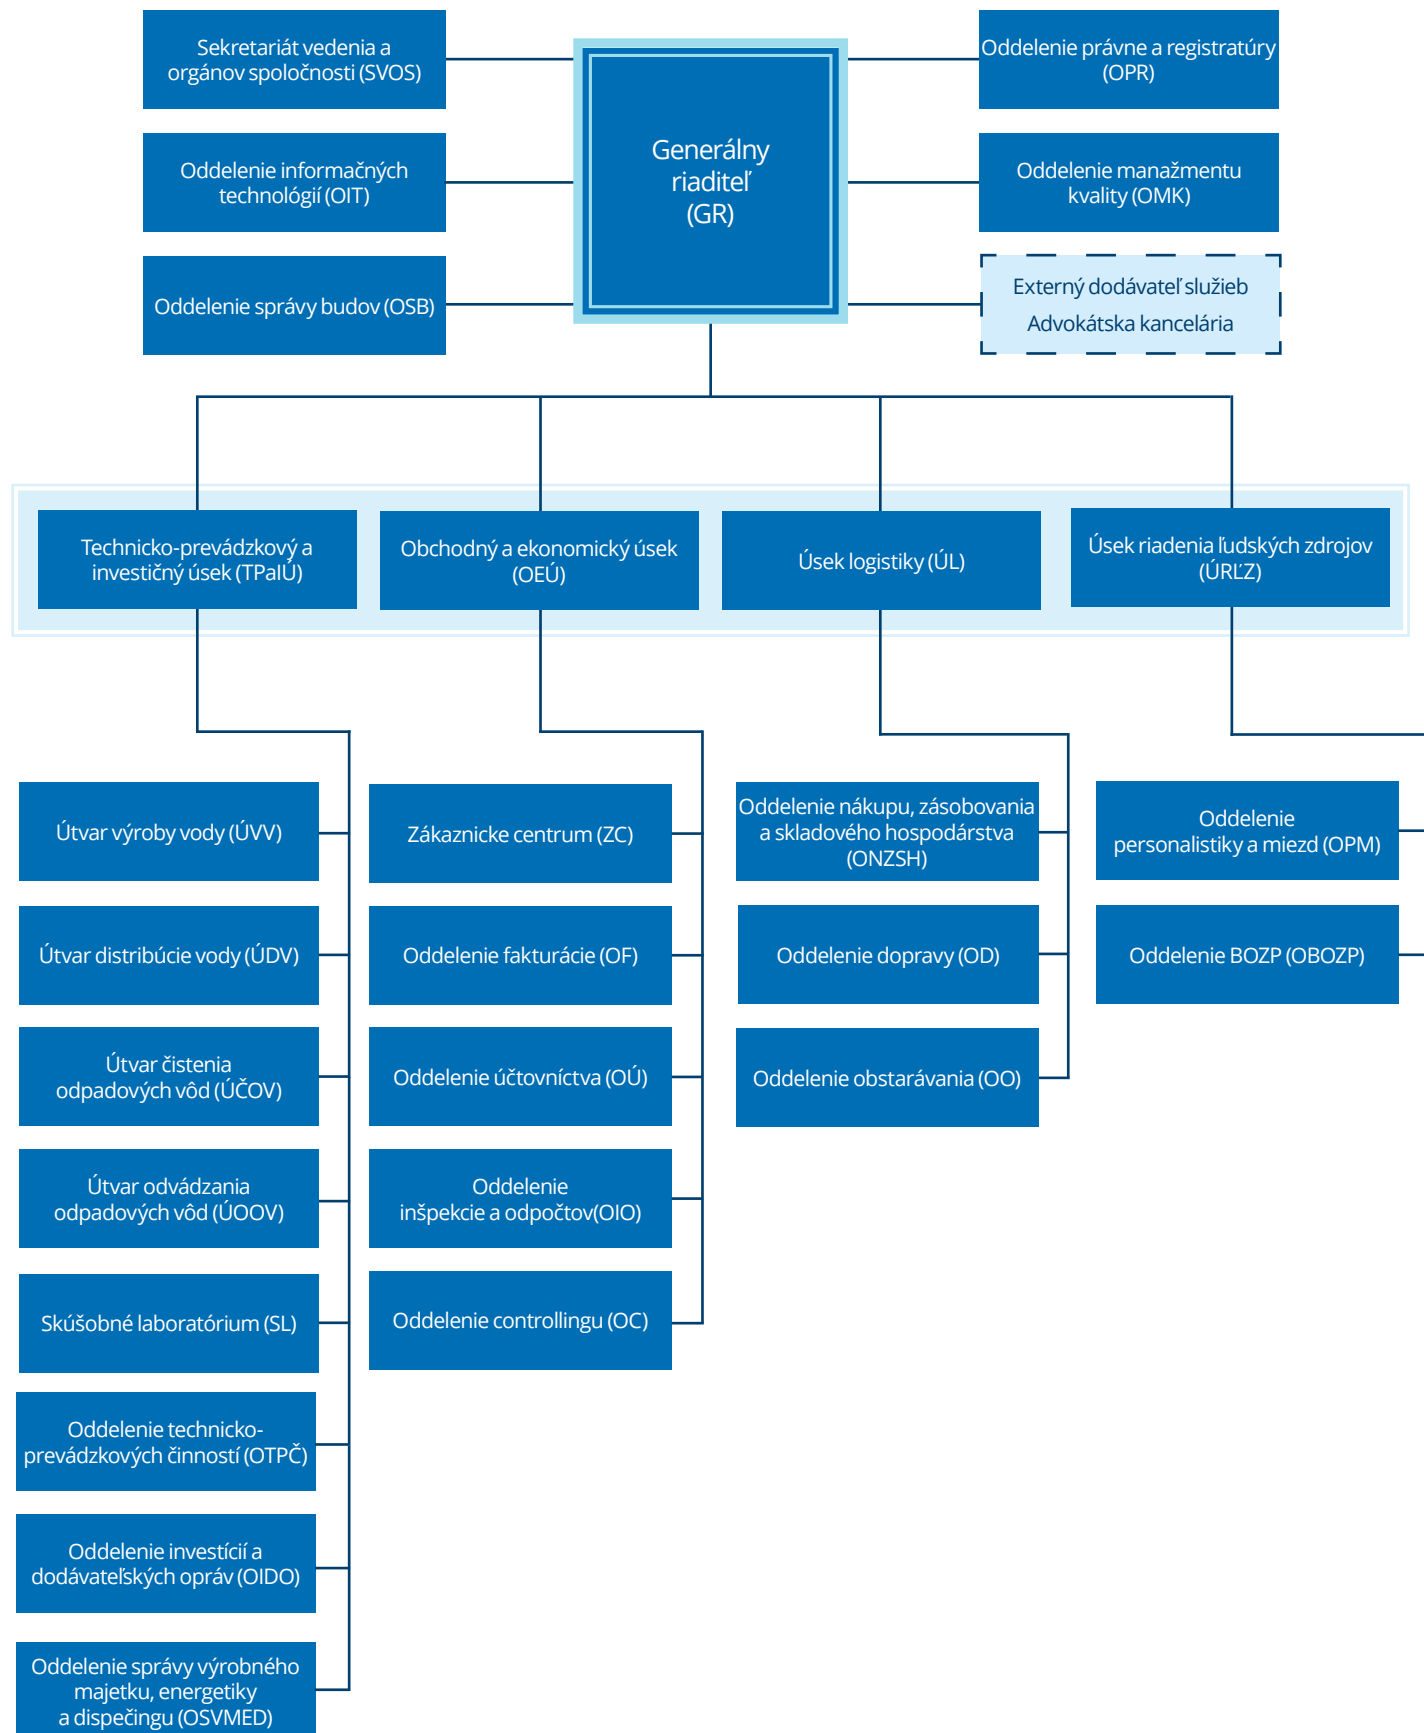 Sekretariát vedenia a
orgánov spoločnosti (SVOS)
Oddelenie informačných
technológií (OIT)
Oddelenie správy budov (OSB)
Generálny
riaditeľ
(GR)
Oddelenie právne a registratúry
(OPR)
Oddelenie manažmentu
kvality (OMK)
Externý dodávateľ služieb
Advokátska kancelária
Technicko-prevádzkový a
investičný úsek (TPaIÚ)
Obchodný a ekonomický úsek
(OEÚ)
Úsek logistiky (ÚL)
Úsek riadenia ľudských zdrojov
(ÚRĽZ)
Útvar výroby vody (ÚVV)
Útvar distribúcie vody (ÚDV)
Útvar čistenia
odpadových vôd (ÚČOV)
Útvar odvádzania
odpadových vôd (ÚOOV)
Skúšobné laboratórium (SL)
Oddelenie technicko-
prevádzkových činností (OTPČ)
Oddelenie investícií a
dodávateľských opráv (OIDO)
Oddelenie správy výrobného
majetku, energetiky
a dispečingu (OSVMED)
Zákaznicke centrum (ZC)
Oddelenie fakturácie (OF)
Oddelenie účtovníctva (OÚ)
Oddelenie
inšpekcie a odpočtov(OIO)
Oddelenie controllingu (OC)
Oddelenie nákupu, zásobovania
a skladového hospodárstva
(ONZSH)
Oddelenie dopravy (OD)
Oddelenie obstarávania (OO)
Oddelenie
personalistiky a miezd (OPM)
Oddelenie BOZP (OBOZP)